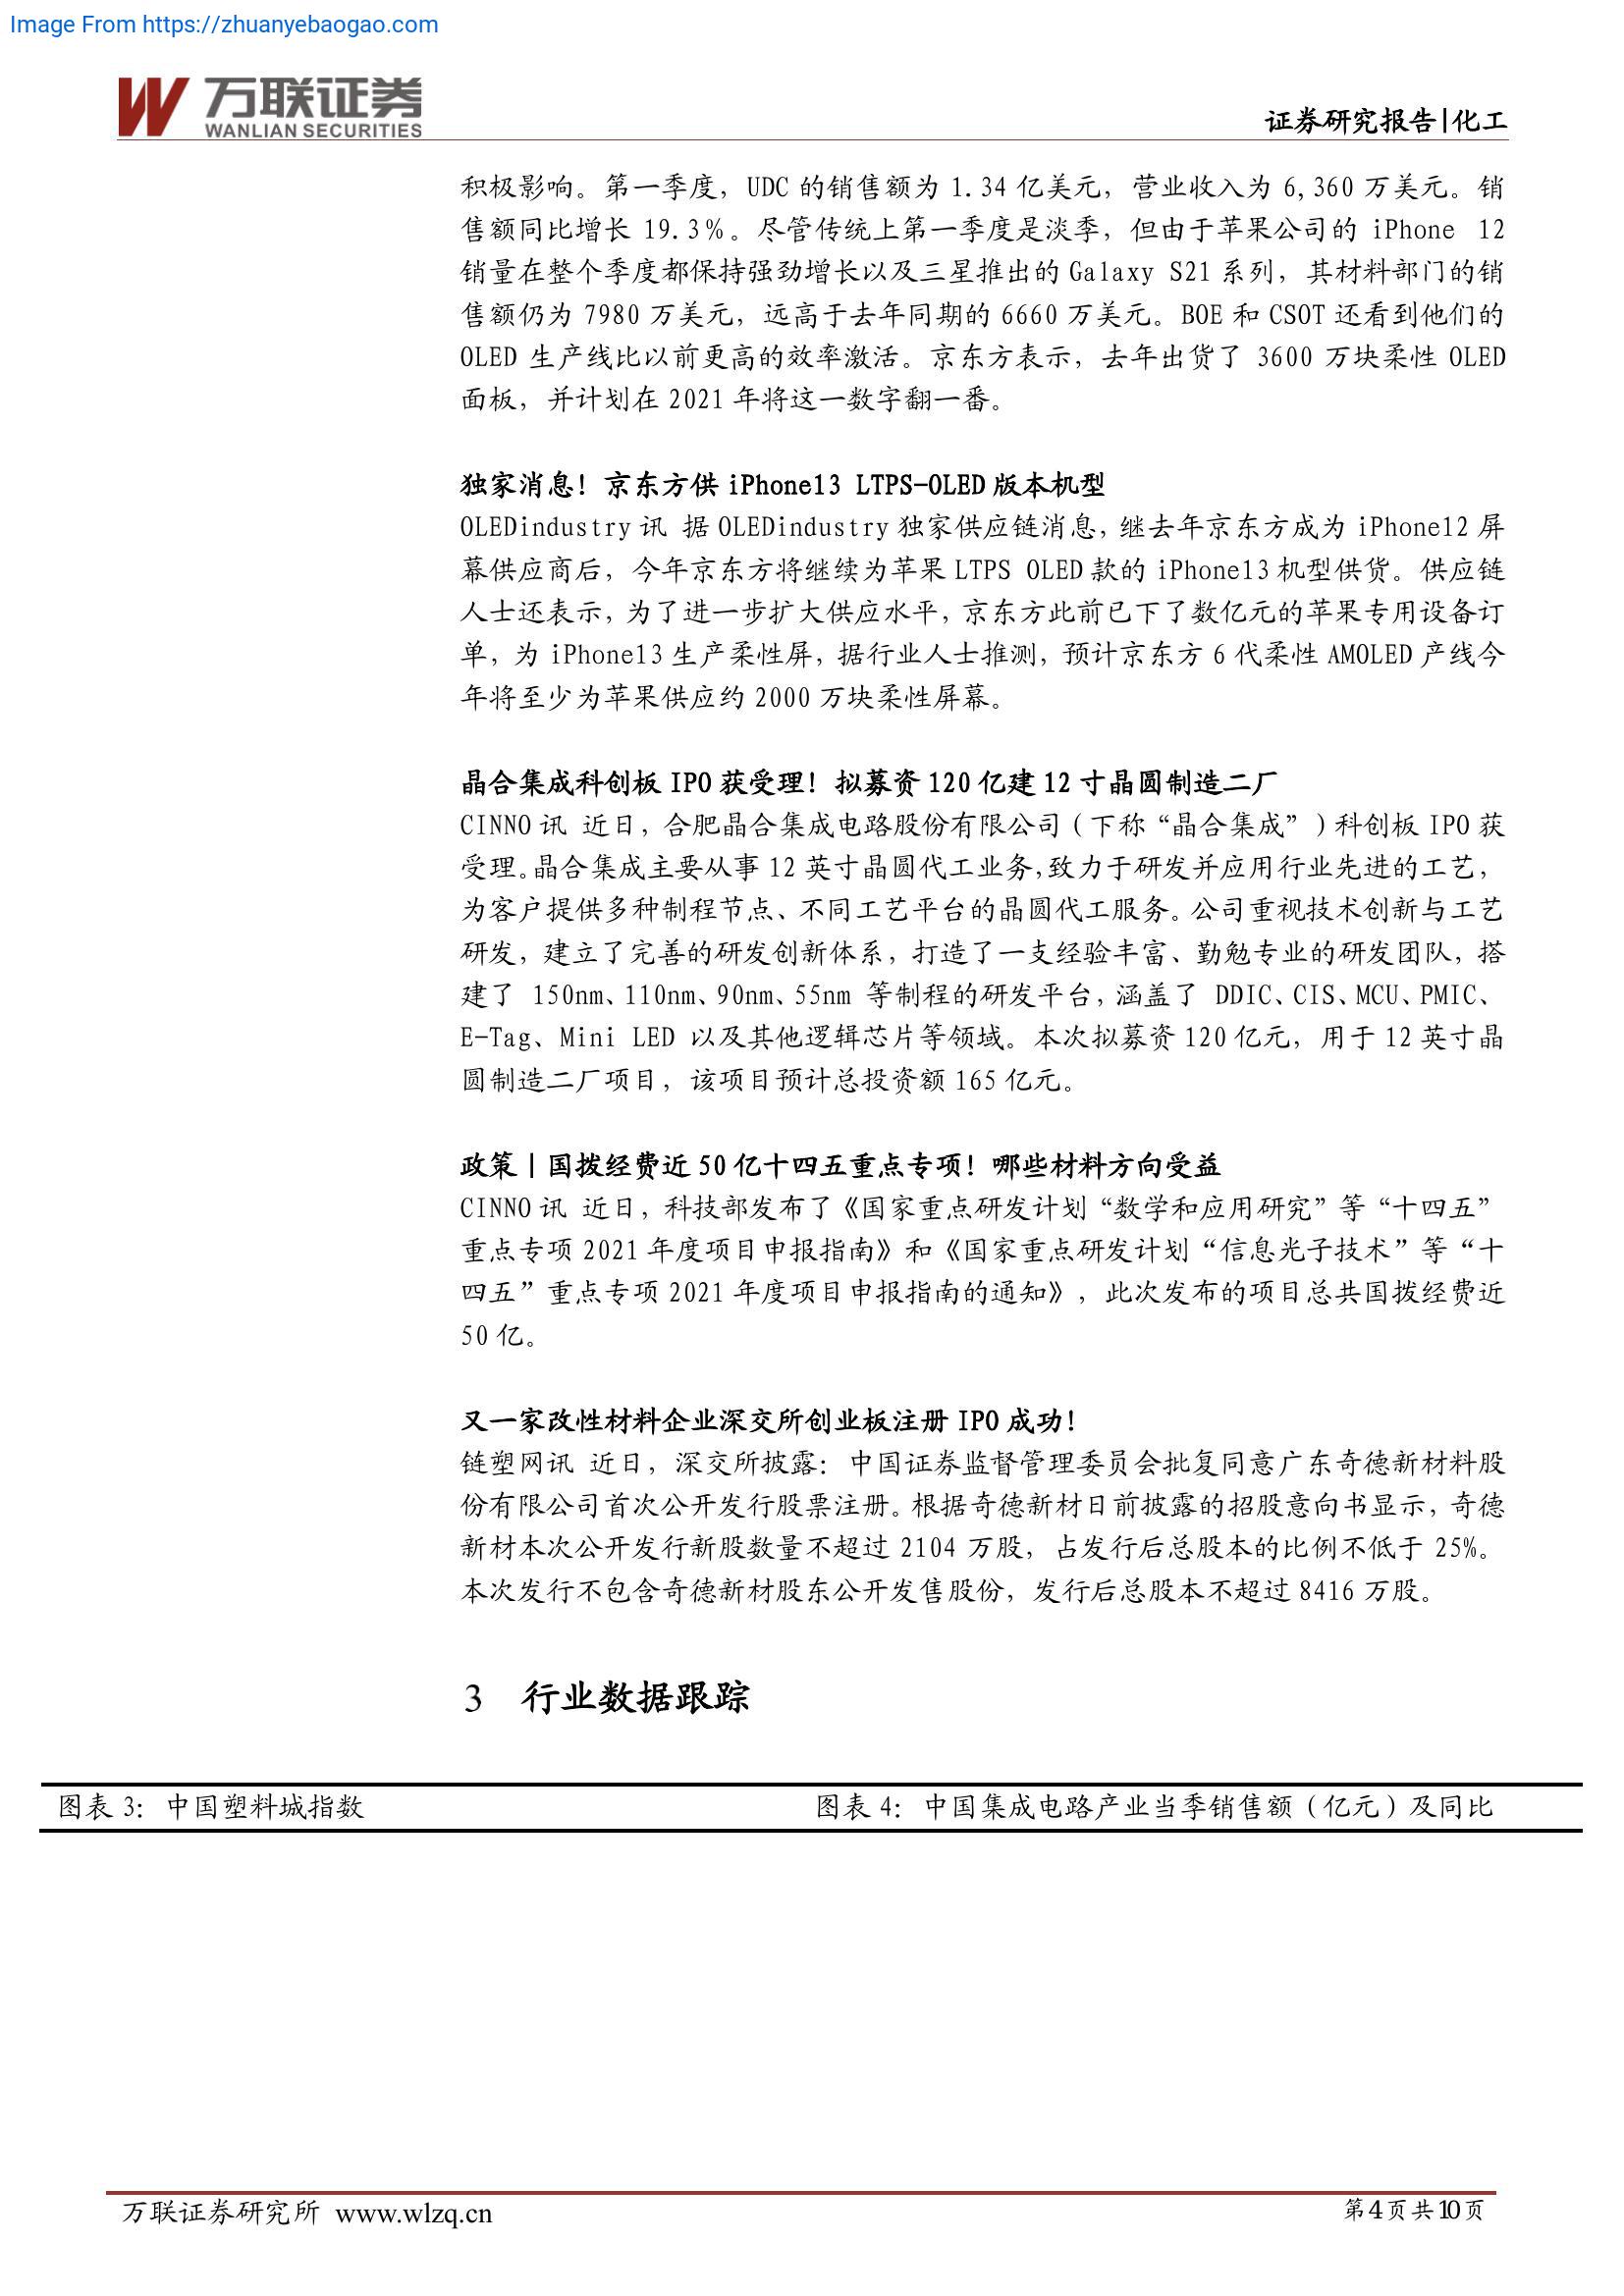 Image From https://zhuanyebaogao.com
万联证券
WANLIAN SECURITIES
证券研究报告|化工
积极影响。第一季度，UDC 的销售额为 1.34 亿美元，营业收入为 6,360 万美元。销
售额同比增长 19.3％。尽管传统上第一季度是淡季，但由于苹果公司的 iPhone 12
销量在整个季度都保持强劲增长以及三星推出的 Galaxy S21 系列，其材料部门的销
售额仍为 7980 万美元，远高于去年同期的 6660 万美元。BOE 和 CSOT 还看到他们的
OLED 生产线比以前更高的效率激活。京东方表示，去年出货了 3600 万块柔性 OLED
面板，并计划在 2021 年将这一数字翻一番。
独家消息！京东方供 iPhone13 LTPS-OLED 版本机型
OLEDindustry 讯 据 OLEDindustry 独家供应链消息，继去年京东方成为 iPhone12 屏
幕供应商后，今年京东方将继续为苹果 LTPS OLED 款的 iPhone13 机型供货。供应链
人士还表示，为了进一步扩大供应水平，京东方此前已下了数亿元的苹果专用设备订
单，为 iPhone13 生产柔性屏，据行业人士推测，预计京东方 6 代柔性 AMOLED 产线今
年将至少为苹果供应约 2000 万块柔性屏幕。
晶合集成科创板 IPO 获受理！拟募资 120 亿建 12 寸晶圆制造二厂
CINNO 讯 近日，合肥晶合集成电路股份有限公司（下称“晶合集成”）科创板 IPO 获
受理。晶合集成主要从事 12 英寸晶圆代工业务，致力于研发并应用行业先进的工艺，
为客户提供多种制程节点、不同工艺平台的晶圆代工服务。公司重视技术创新与工艺
研发，建立了完善的研发创新体系，打造了一支经验丰富、勤勉专业的研发团队，搭
建了 150nm、110nm、90nm、55nm 等制程的研发平台，涵盖了 DDIC、CIS、MCU、PMIC、
E-Tag、Mini LED 以及其他逻辑芯片等领域。本次拟募资 120 亿元，用于 12 英寸晶
圆制造二厂项目，该项目预计总投资额 165 亿元。
政策丨国拨经费近 50 亿十四五重点专项！哪些材料方向受益
CINNO 讯 近日，科技部发布了《国家重点研发计划“数学和应用研究”等“十四五”
重点专项 2021 年度项目申报指南》和《国家重点研发计划“信息光子技术”等“十
四五”重点专项 2021 年度项目申报指南的通知》，此次发布的项目总共国拨经费近
50 亿。
又一家改性材料企业深交所创业板注册 IPO 成功！
链塑网讯 近日，深交所披露：中国证券监督管理委员会批复同意广东奇德新材料股
份有限公司首次公开发行股票注册。根据奇德新材日前披露的招股意向书显示，奇德
新材本次公开发行新股数量不超过 2104 万股，占发行后总股本的比例不低于 25%。
本次发行不包含奇德新材股东公开发售股份，发行后总股本不超过 8416 万股。
3 行业数据跟踪
图表 3：中国塑料城指数
图表 4：中国集成电路产业当季销售额（亿元）及同比
万联证券研究所 www.wlzq.cn
第4页共10页